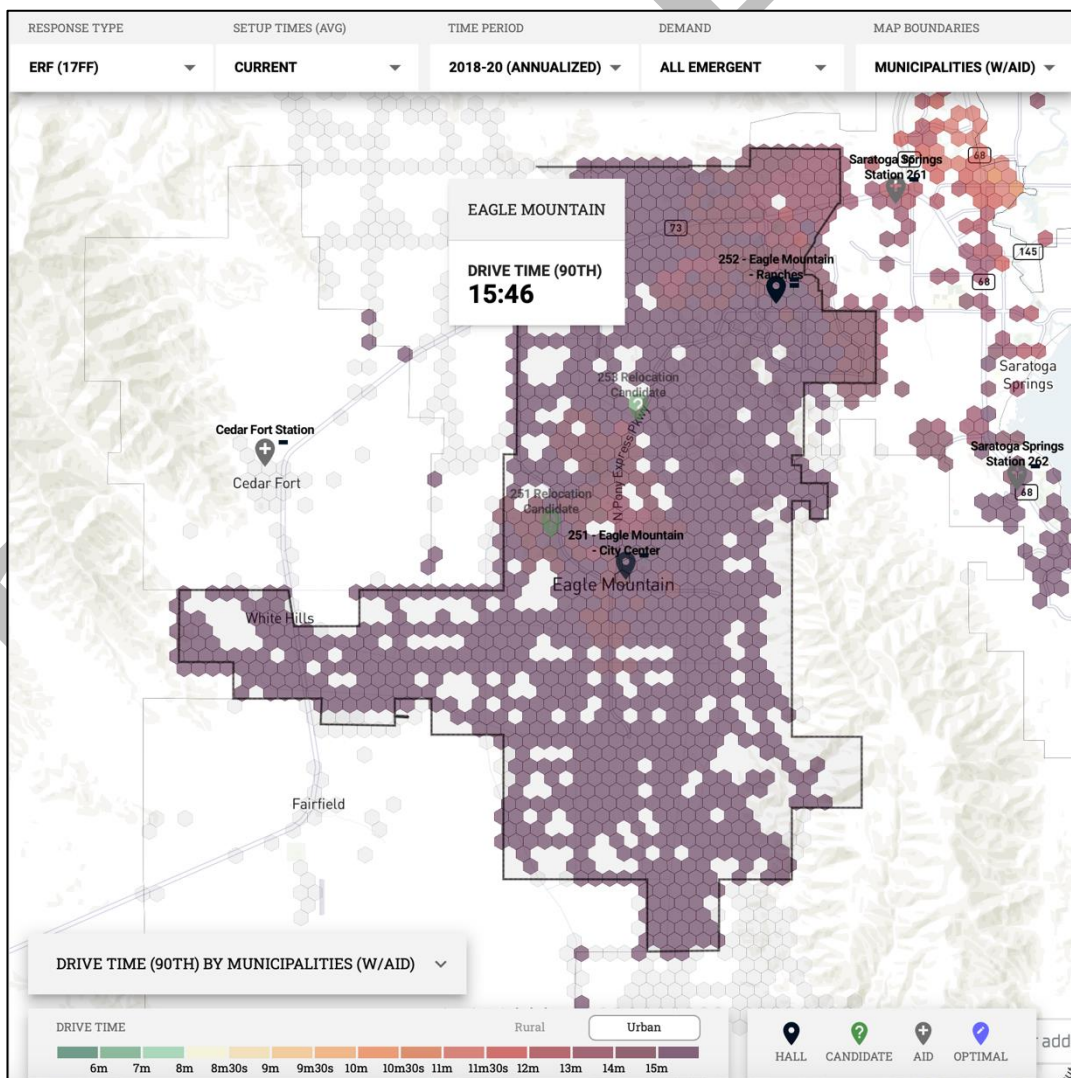 RESPONSE TYPE SETUP TIMES (AVG) TIME PERIOD DEMAND MAP BOUNDARIES
ERF (17FF) CURRENT 2018-20 (ANNUALIZED) ALL EMERGENT MUNICIPALITIES (W/AID)
Saratoga Springs
Station 261
68
EAGLE MOUNTAIN
DRIVE TIME (90TH)
15:46
73
145
252 - Eagle Mountain
- Ranches
68
Saratoga
Springs
253 Relocation
Candidate
N Pony Express Pkwy
Cedar Fort Station
Cedar Fort
Saratoga Springs
Station 262
68
251 Relocation
Candidate
251 - Eagle Mountain
- City Center
Eagle Mountain
White Hills
Fairfield
DRIVE TIME (90TH) BY MUNICIPALITIES (W/AID)
DRIVE TIME Rural Urban
6m 7m 8m 8m30s 9m 9m30s 10m 10m30s 11m 11m30s 12m 13m 14m 15m
HALL CANDIDATE AID OPTIMAL